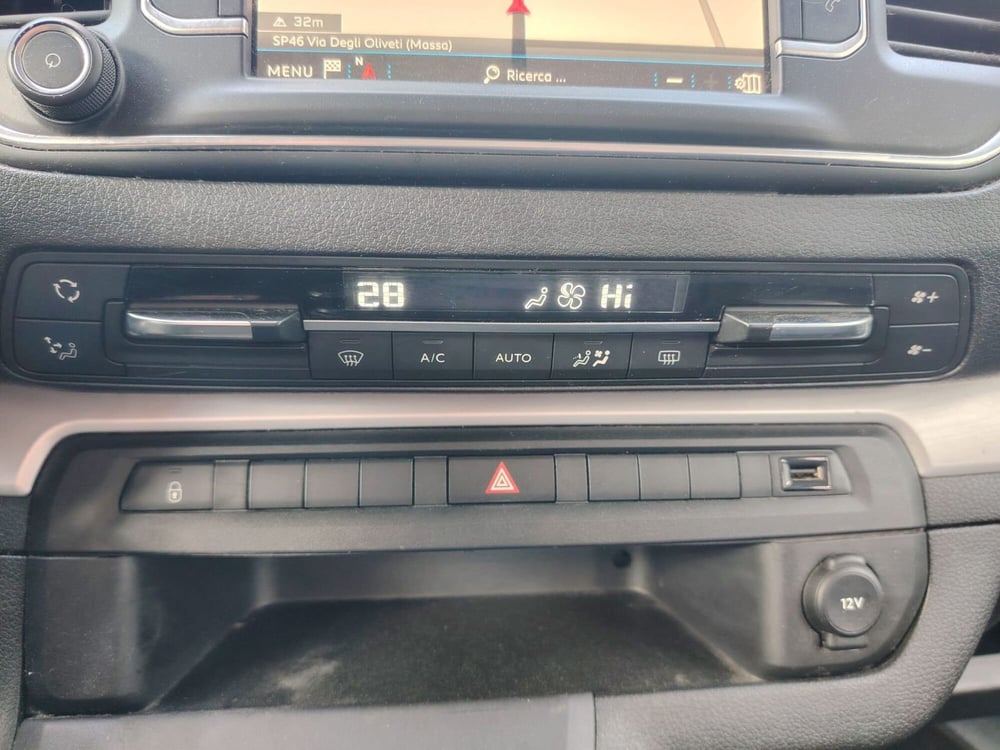 32m
SP46 Via Degli Oliveti (Massa)
MENU N Ricerca ... − +
28 Hi
+
A/C AUTO −
12V